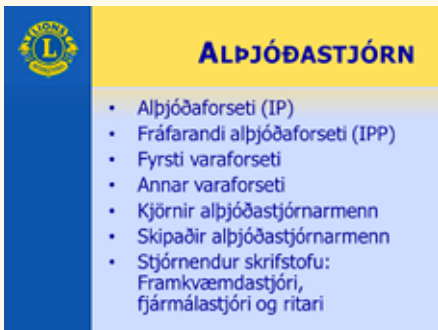 LIONS
L
ALÞJÓÐASTJÓRN
• Alþjóðaforseti (IP)
• Fráfarandi alþjóðaforseti (IPP)
• Fyrsti varaforseti
• Annar varaforseti
• Kjörnir alþjóðastjórnarmenn
• Skipaðir alþjóðastjórnarmenn
• Stjórnendur skrifstofu:
Framkvæmdastjóri,
fjármálastjóri og ritari